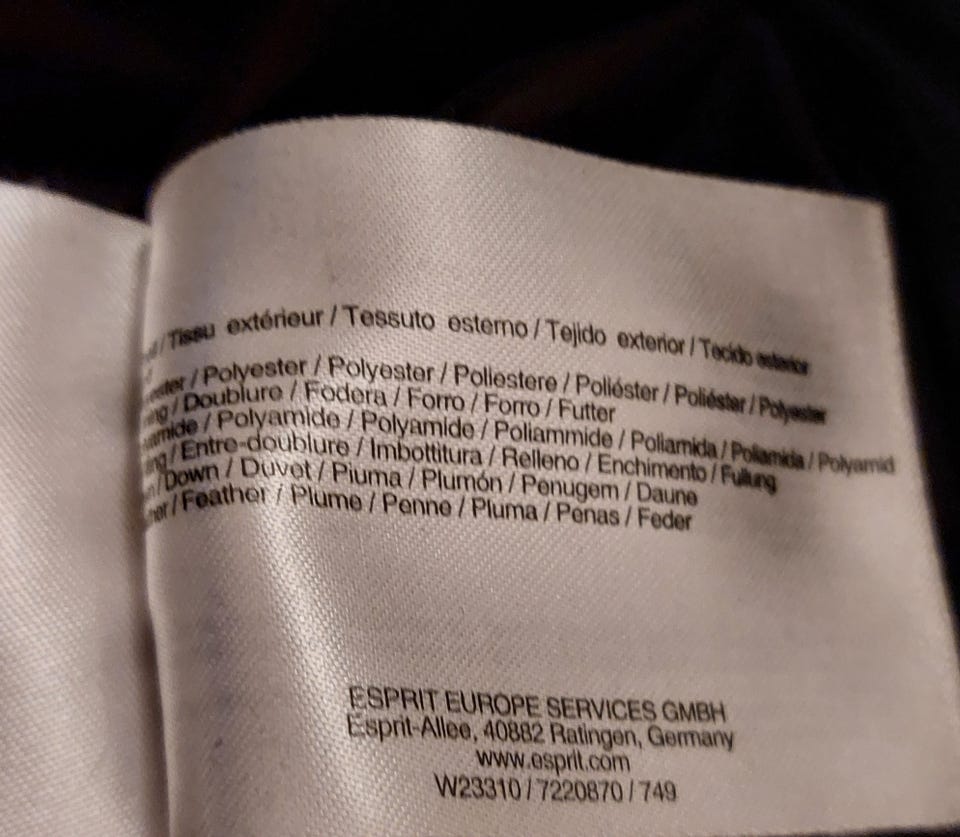 / Tissu extérieur / Tessuto esterno / Tejido exterior / Tecido exterior
/ Polyester / Polyester / Poliestere / Poliéster / Poliéster / Polyester
/ Doublure / Fodera / Forro / Forro / Futter
/ Polyamide / Polyamide / Poliammide / Poliamida / Poliamida / Polyamid
/ Entre-doublure / Imbottitura / Relleno / Enchimento / Füllung
/ Down / Duvet / Piuma / Plumón / Penugem / Daune
/ Feather / Plume / Penne / Pluma / Penas / Feder
ESPRIT EUROPE SERVICES GMBH
Esprit-Allee, 40882 Ratingen, Germany
www.esprit.com
W23310 / 7220870 / 749